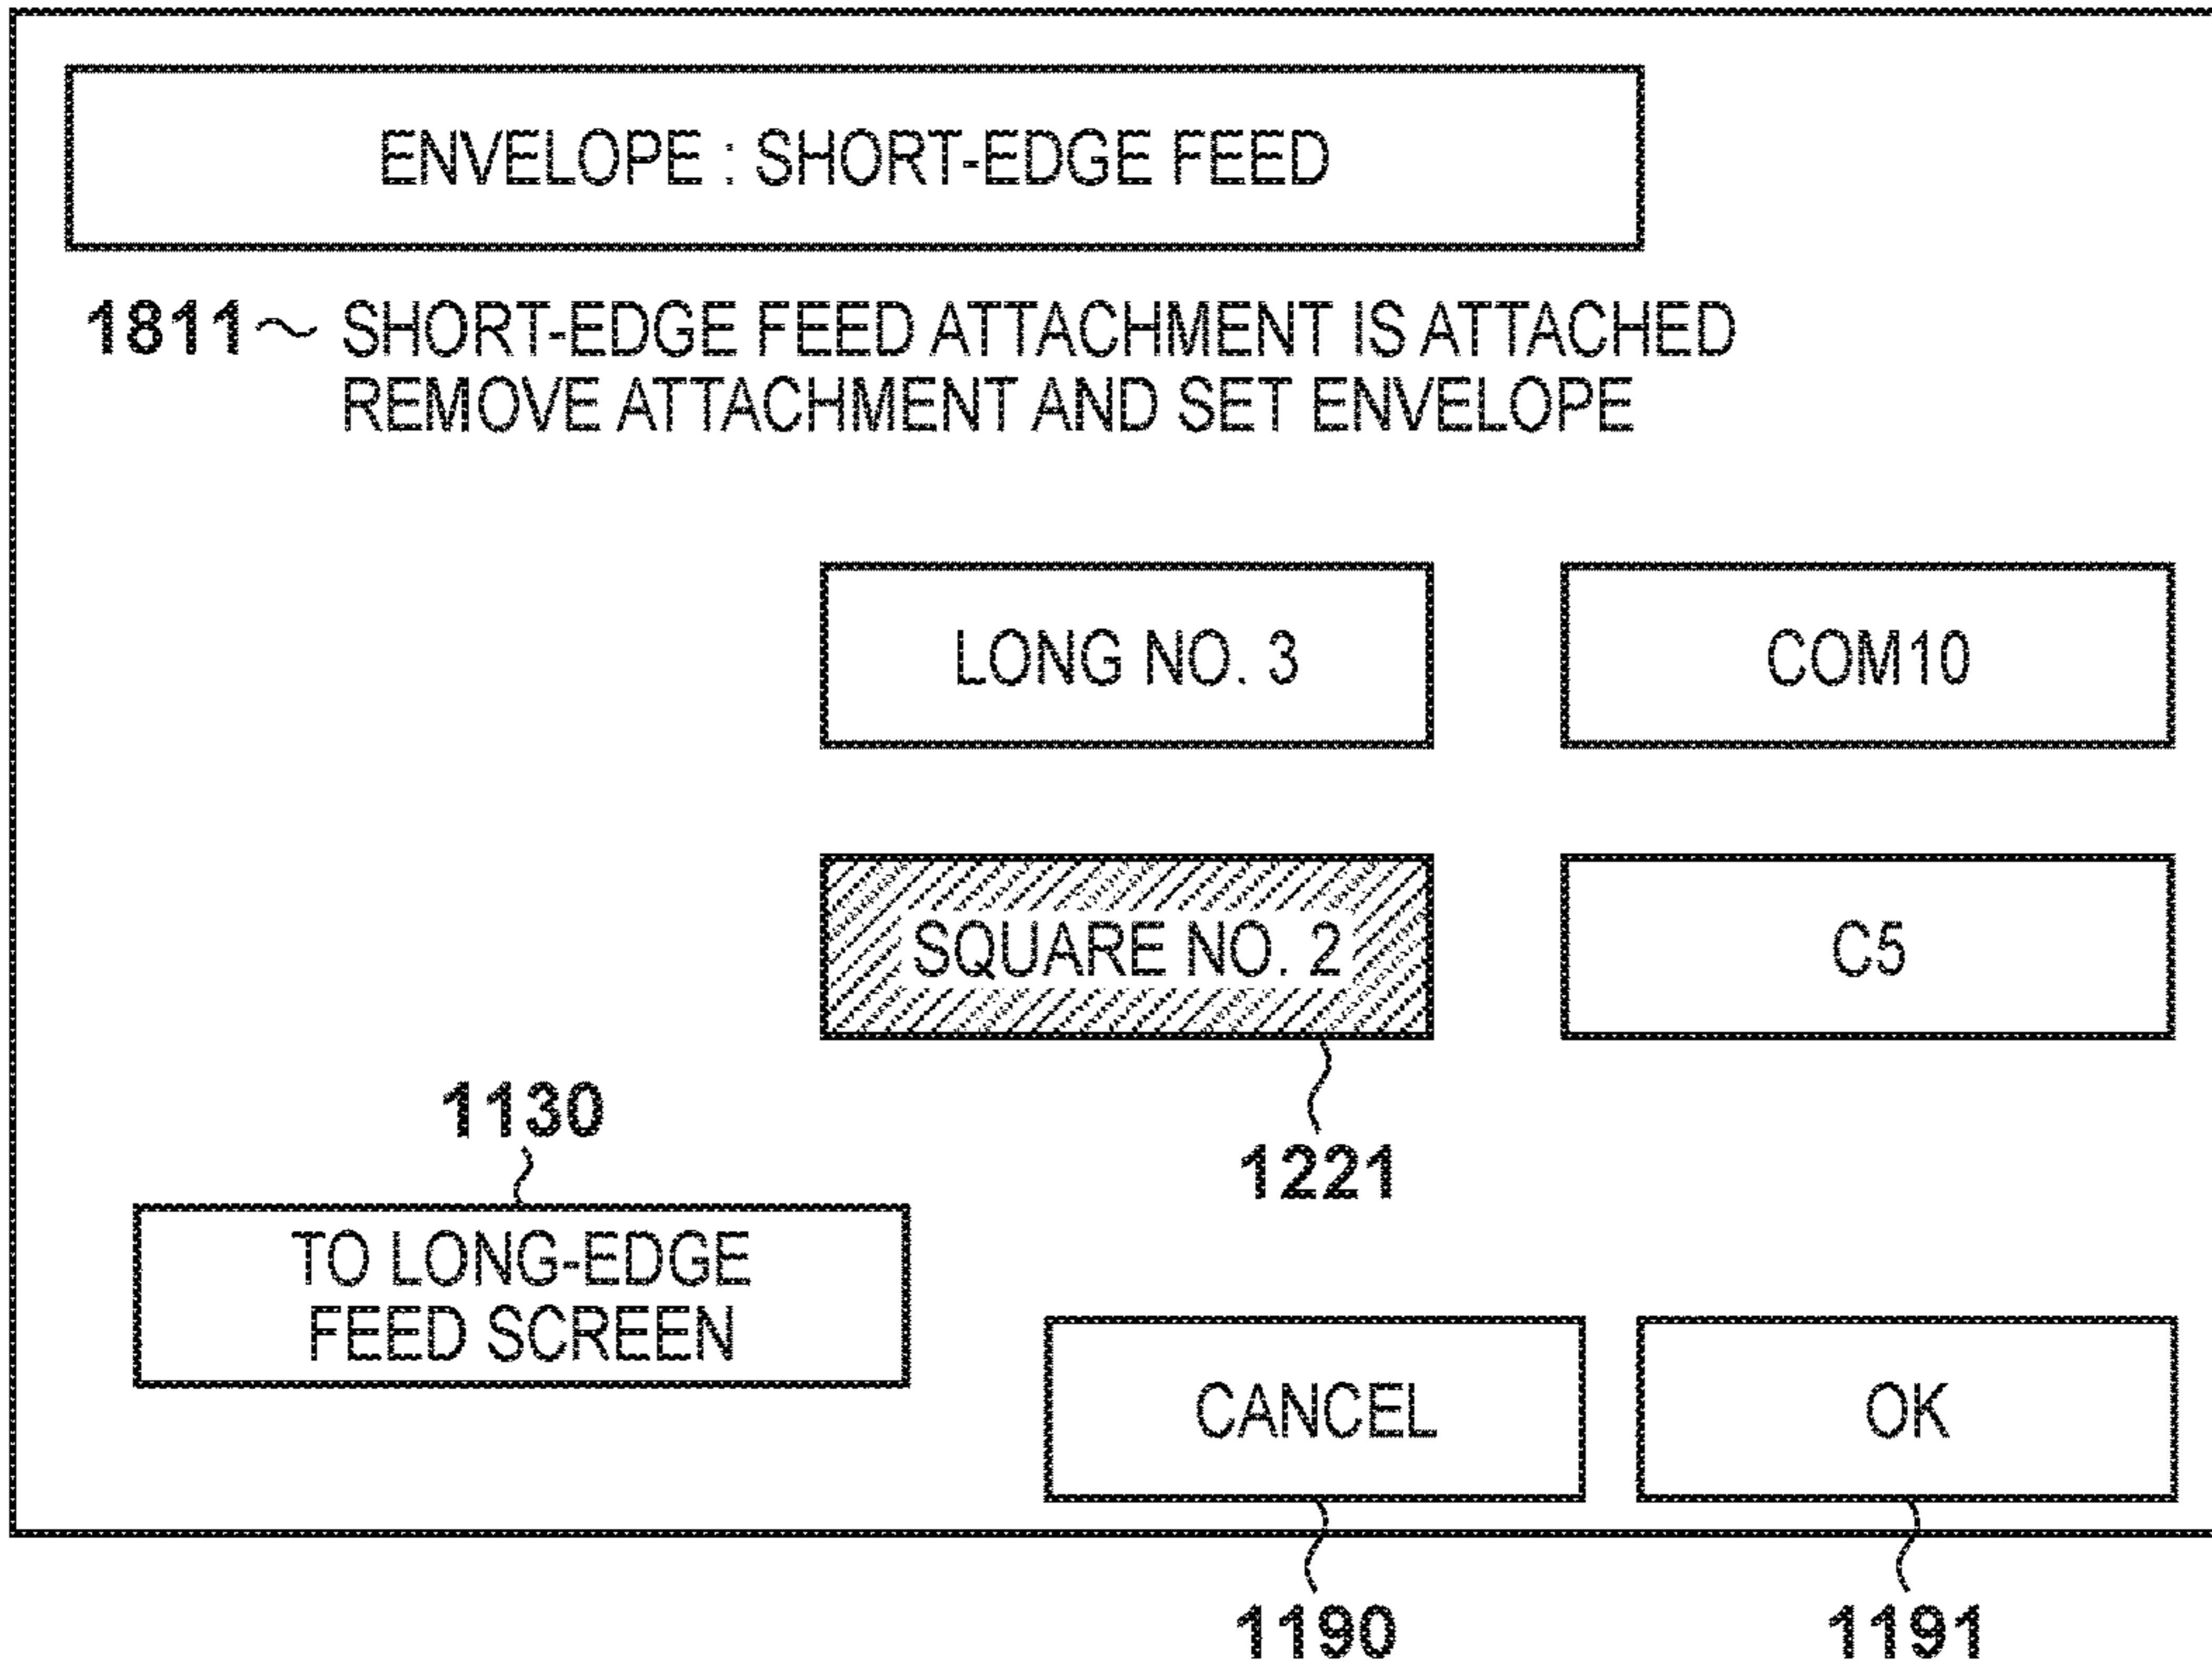 ENVELOPE : SHORT-EDGE FEED
1811 SHORT-EDGE FEED ATTACHMENT IS ATTACHED
REMOVE ATTACHMENT AND SET ENVELOPE
LONG NO. 3
COM10
SQUARE NO. 2
C5
1130
1221
TO LONG-EDGE
FEED SCREEN
CANCEL
OK
1190
1191